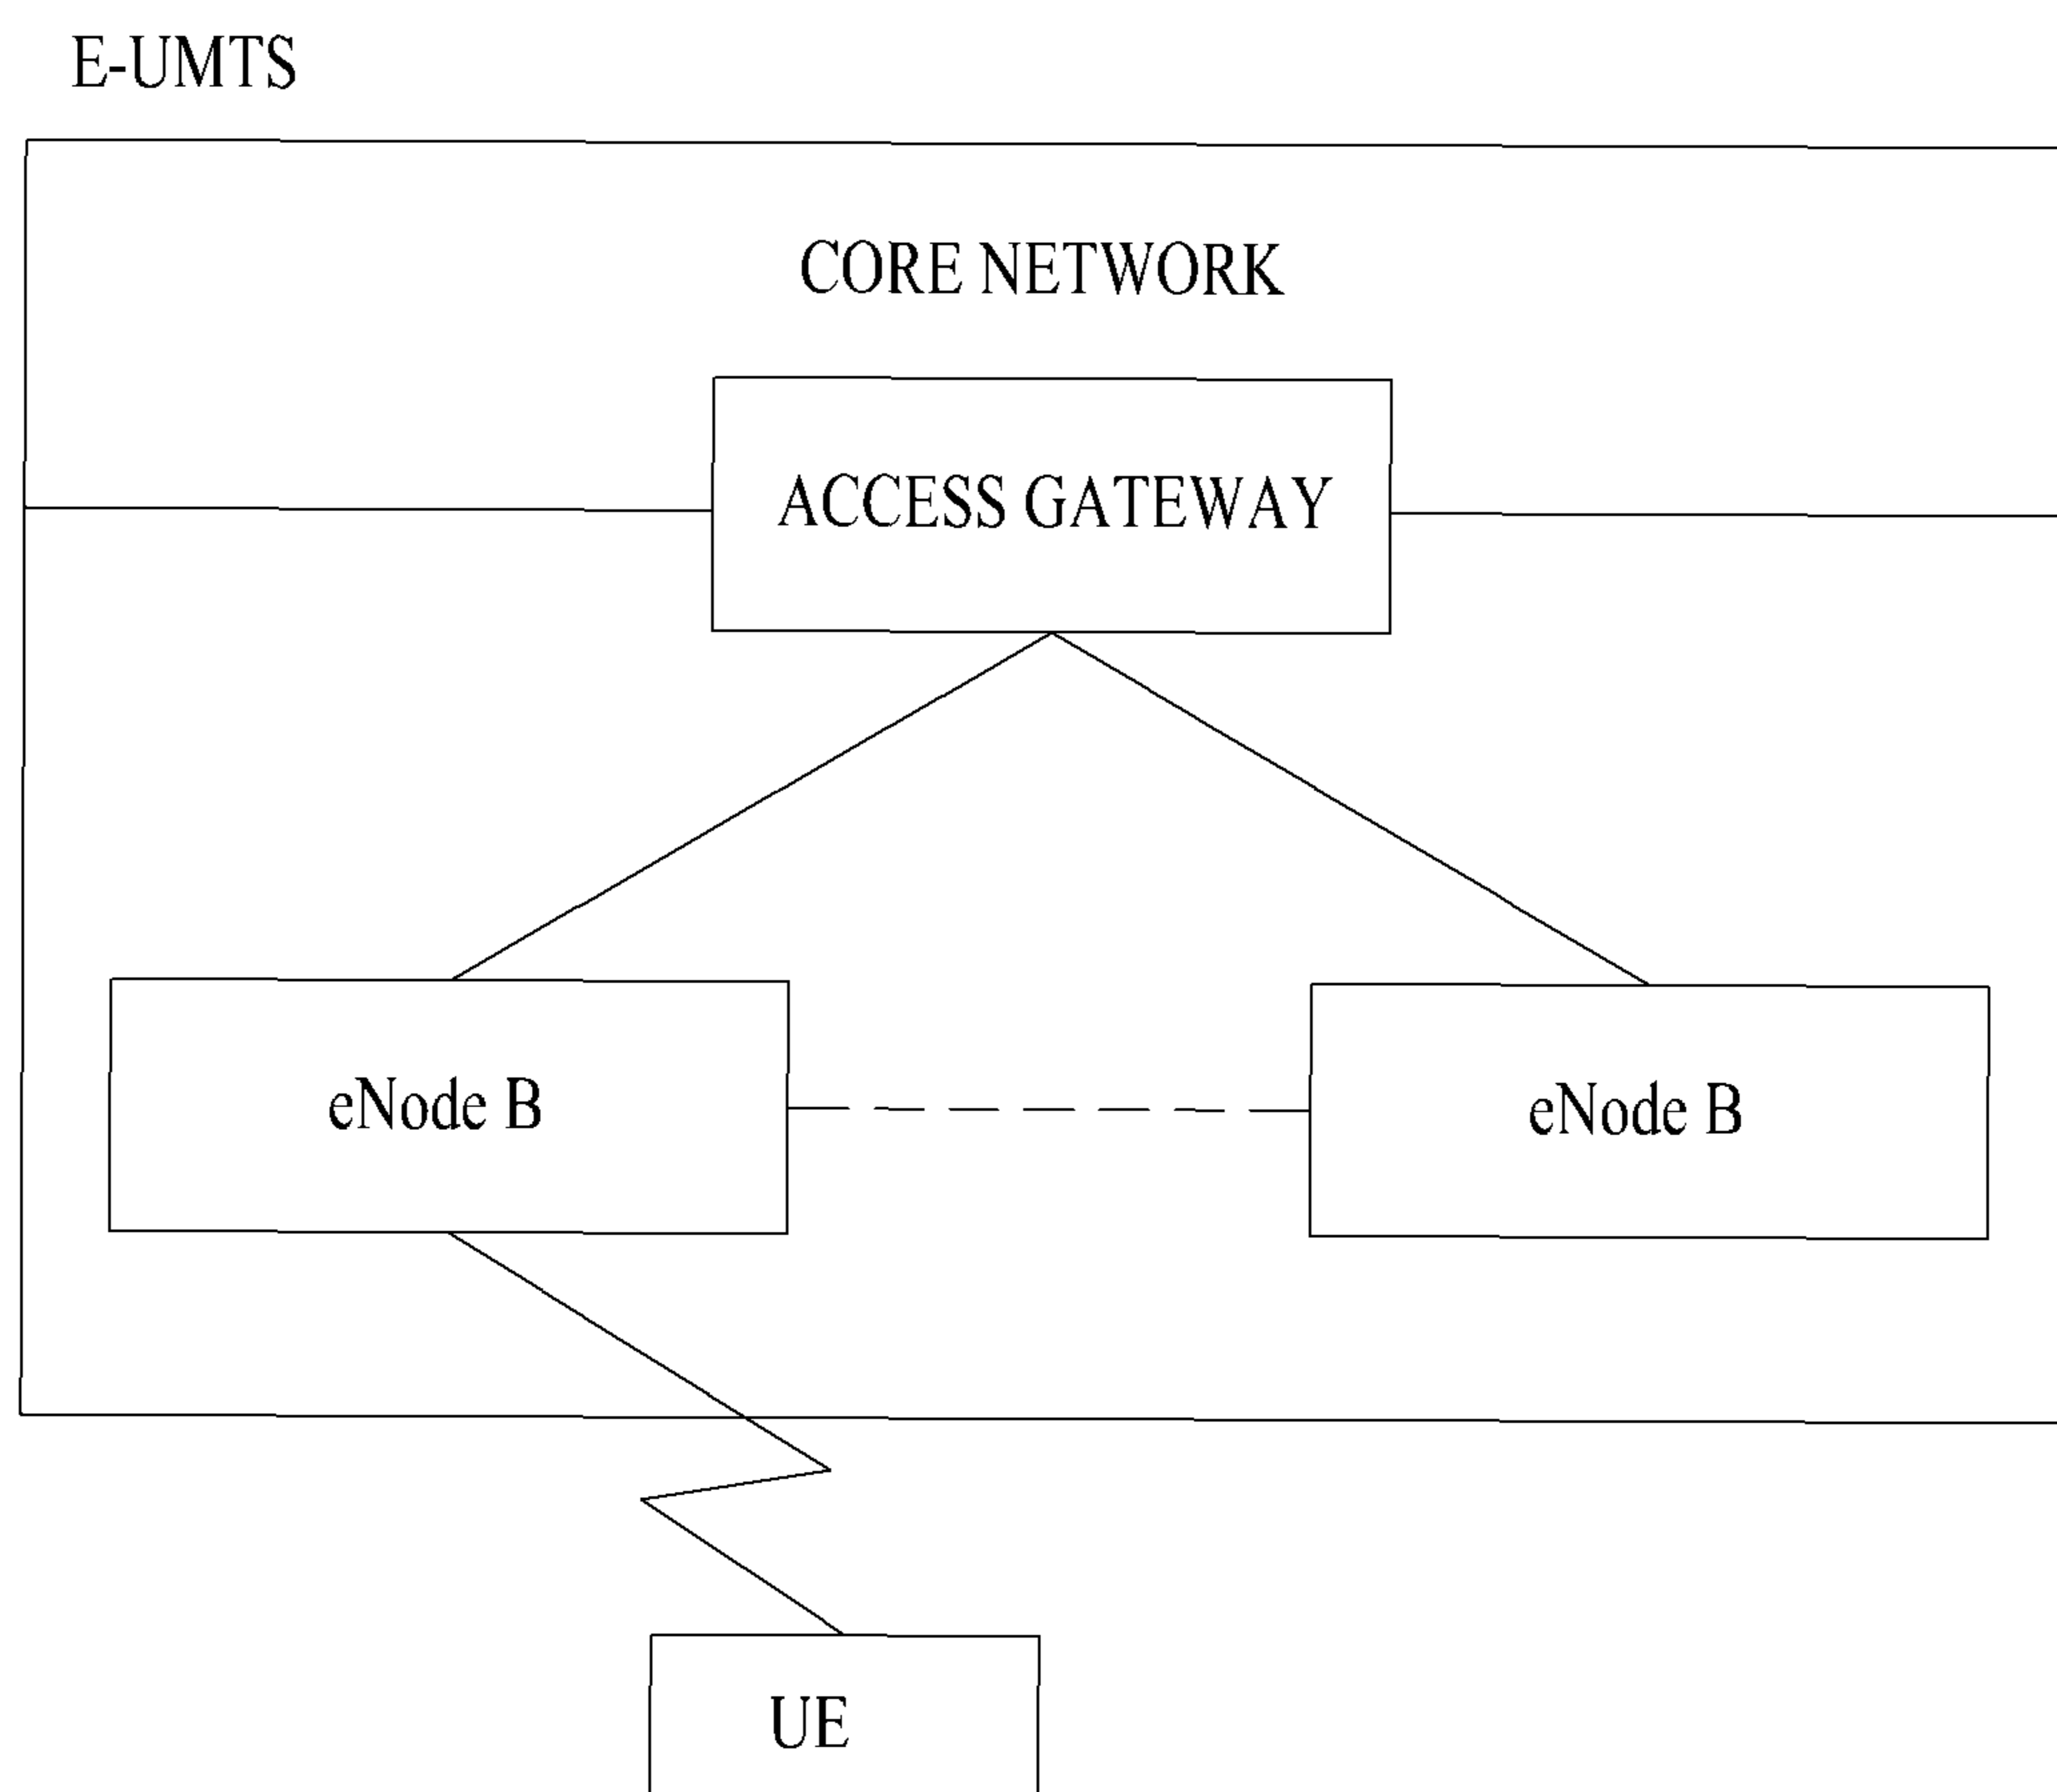 E-UMTS
CORE NETWORK
ACCESS GATEWAY
eNode B
eNode B
UE